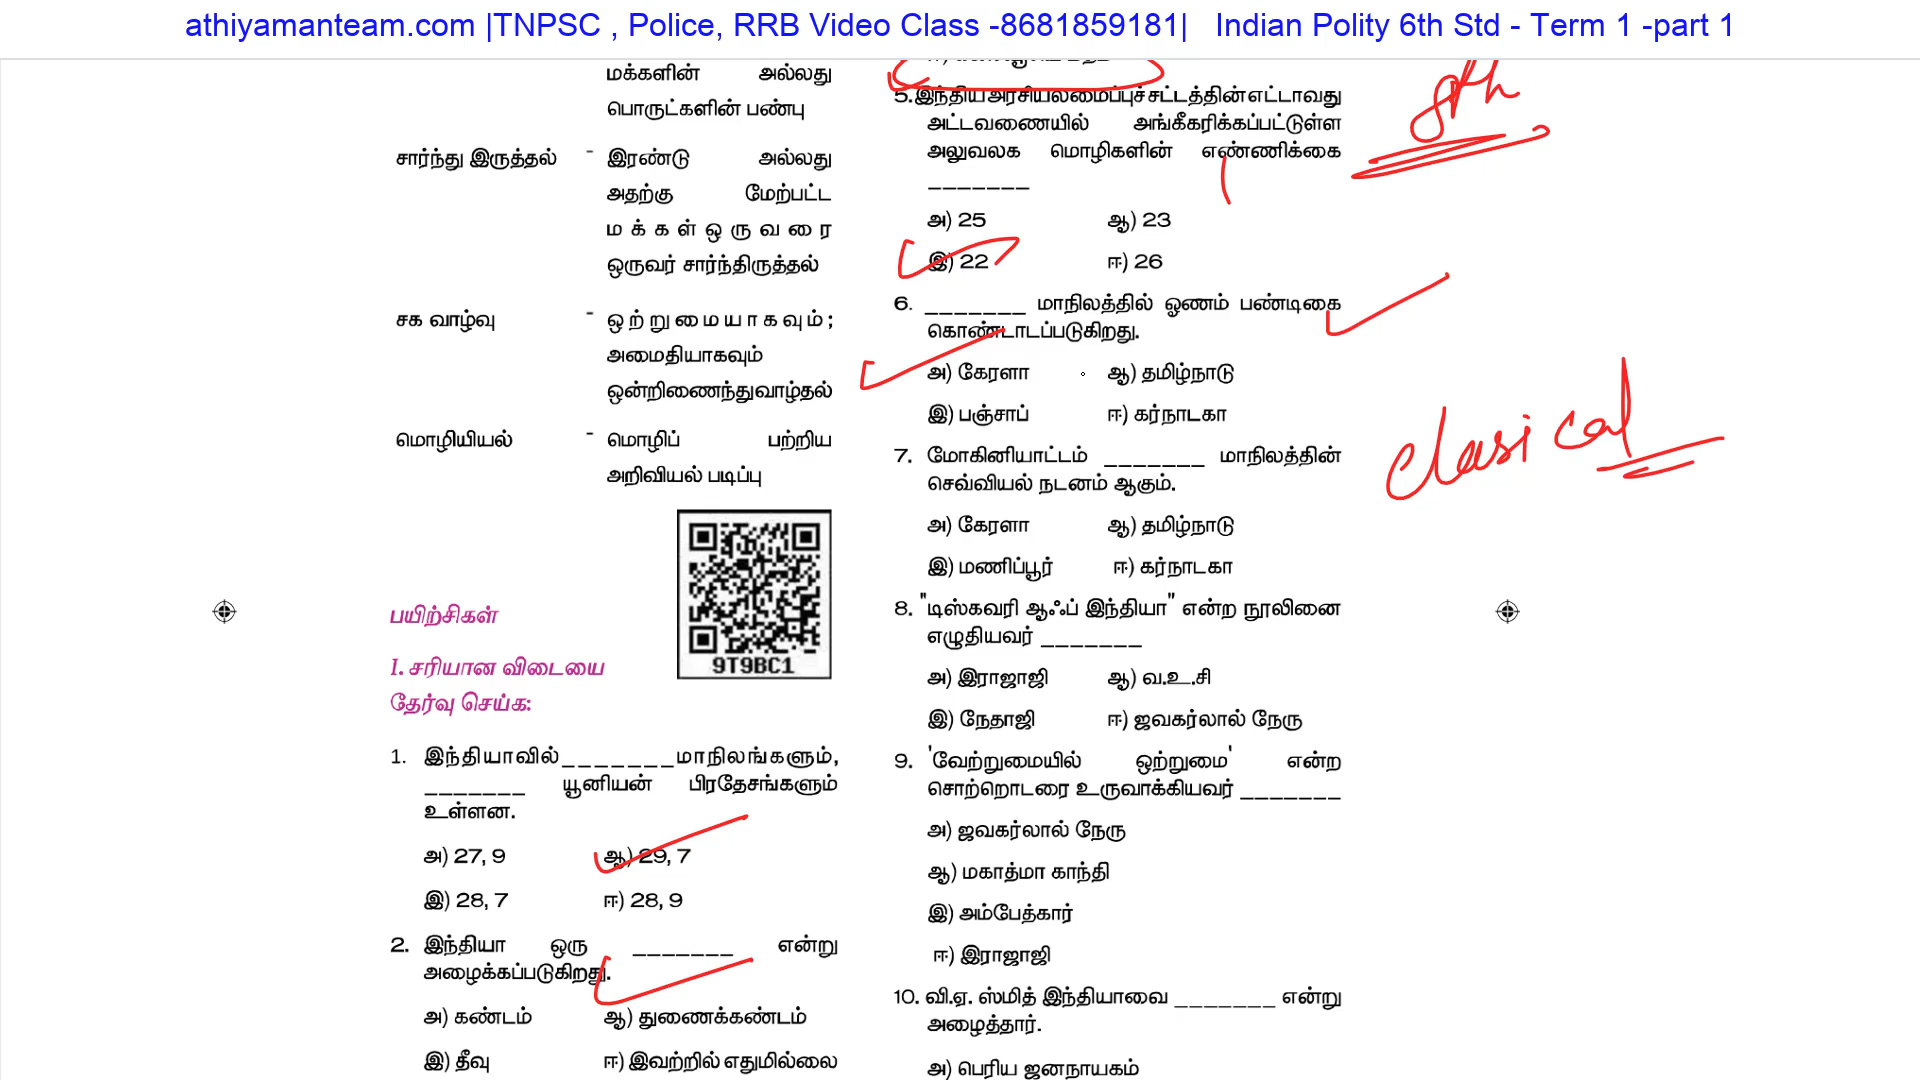 athiyamanteam.com |TNPSC , Police, RRB Video Class -8681859181|   Indian Polity 6th Std - Term 1 -part 1
மக்களின் அல்லது
பொருட்களின் பண்பு
சார்ந்து இருத்தல் - இரண்டு அல்லது
அதற்கு மேற்பட்ட
மக்கள்ஒருவரை
ஒருவர் சார்ந்திருத்தல்
சக வாழ்வு - ஒற்றுமையாகவும்;
அமைதியாகவும்
ஒன்றிணைந்துவாழ்தல்
மொழியியல் - மொழிப் பற்றிய
அறிவியல் படிப்பு
9T9BC1
பயிற்சிகள்
I. சரியான விடையை
தேர்வு செய்க:
1. இந்தியாவில்_______மாநிலங்களும்,
_______ யூனியன் பிரதேசங்களும்
உள்ளன.
அ) 27, 9 ஆ) 29, 7
இ) 28, 7 ஈ) 28, 9
2. இந்தியா ஒரு _______ என்று
அழைக்கப்படுகிறது.
அ) கண்டம் ஆ) துணைக்கண்டம்
இ) தீவு ஈ) இவற்றில் எதுமில்லை
5.இந்திய அரசியலமைப்புச் சட்டத்தின் எட்டாவது
அட்டவணையில் அங்கீகரிக்கப்பட்டுள்ள
அலுவலக மொழிகளின் எண்ணிக்கை
_______
அ) 25 ஆ) 23
இ) 22 ஈ) 26
6. _______ மாநிலத்தில் ஓணம் பண்டிகை
கொண்டாடப்படுகிறது.
அ) கேரளா ஆ) தமிழ்நாடு
இ) பஞ்சாப் ஈ) கர்நாடகா
7. மோகினியாட்டம் _______ மாநிலத்தின்
செவ்வியல் நடனம் ஆகும்.
அ) கேரளா ஆ) தமிழ்நாடு
இ) மணிப்பூர் ஈ) கர்நாடகா
8. "டிஸ்கவரி ஆஃப் இந்தியா" என்ற நூலினை
எழுதியவர் _______
அ) இராஜாஜி ஆ) வ.உ.சி
இ) நேதாஜி ஈ) ஜவகர்லால் நேரு
9. 'வேற்றுமையில் ஒற்றுமை' என்ற
சொற்றொடரை உருவாக்கியவர் _______
அ) ஜவகர்லால் நேரு
ஆ) மகாத்மா காந்தி
இ) அம்பேத்கார்
ஈ) இராஜாஜி
10. வி.ஏ. ஸ்மித் இந்தியாவை _______ என்று
அழைத்தார்.
அ) பெரிய ஜனநாயகம்
8th
clasical